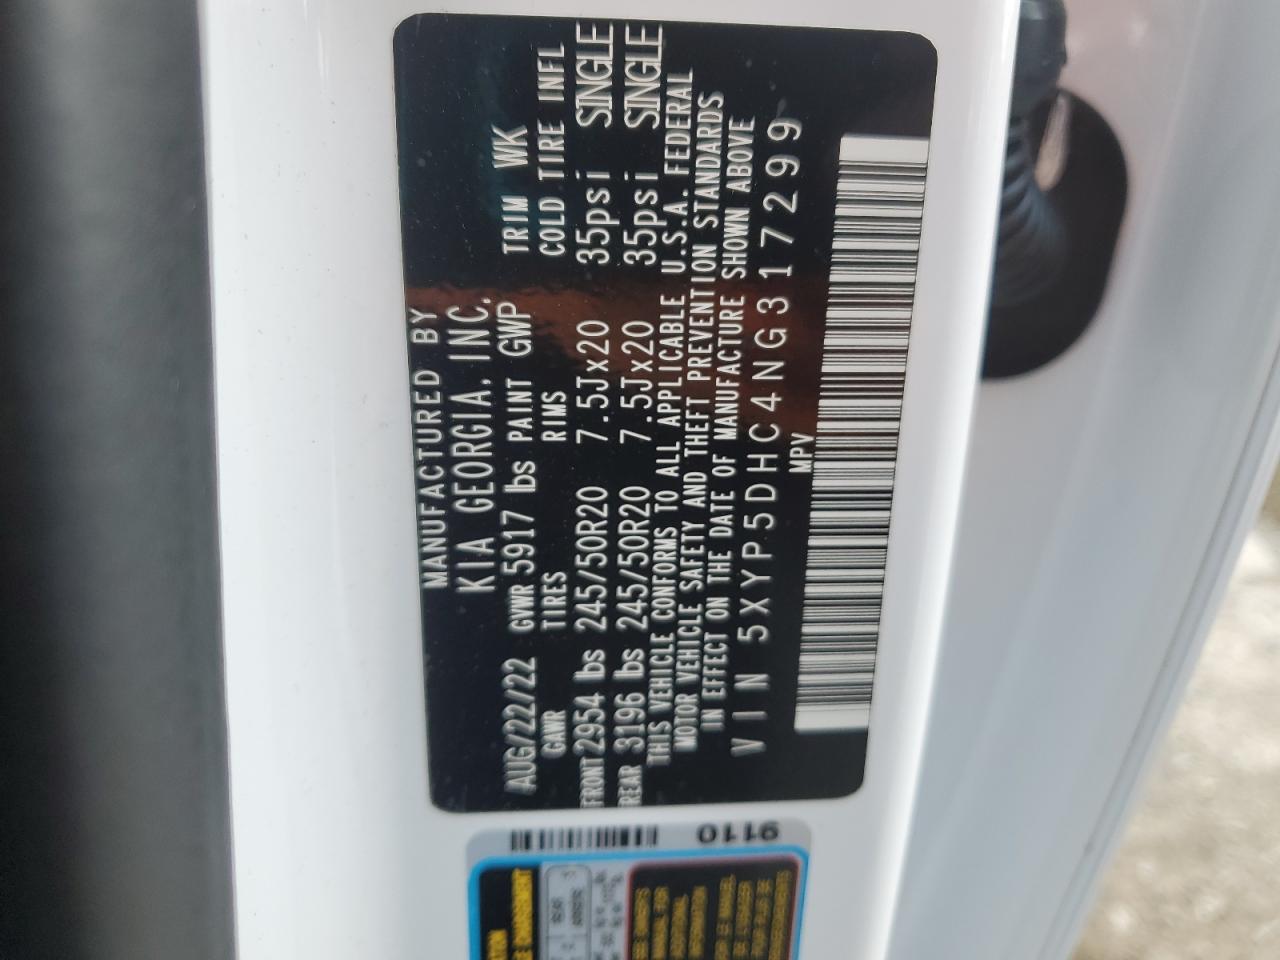 MANUFACTURED BY
KIA GEORGIA, INC.
AUG/22/22 GVWR 5917 lbs PAINT GWP TRIM WK
GAWR TIRES RIMS COLD TIRE INFL
FRONT 2954 lbs 245/50R20 7.5Jx20 35psi SINGLE
REAR 3196 lbs 245/50R20 7.5Jx20 35psi SINGLE
THIS VEHICLE CONFORMS TO ALL APPLICABLE U.S.A. FEDERAL
MOTOR VEHICLE SAFETY AND THEFT PREVENTION STANDARDS
IN EFFECT ON THE DATE OF MANUFACTURE SHOWN ABOVE
VIN 5XYP5DHC4NG317299
MPV
9110
ADDITIONAL
INFORMATION